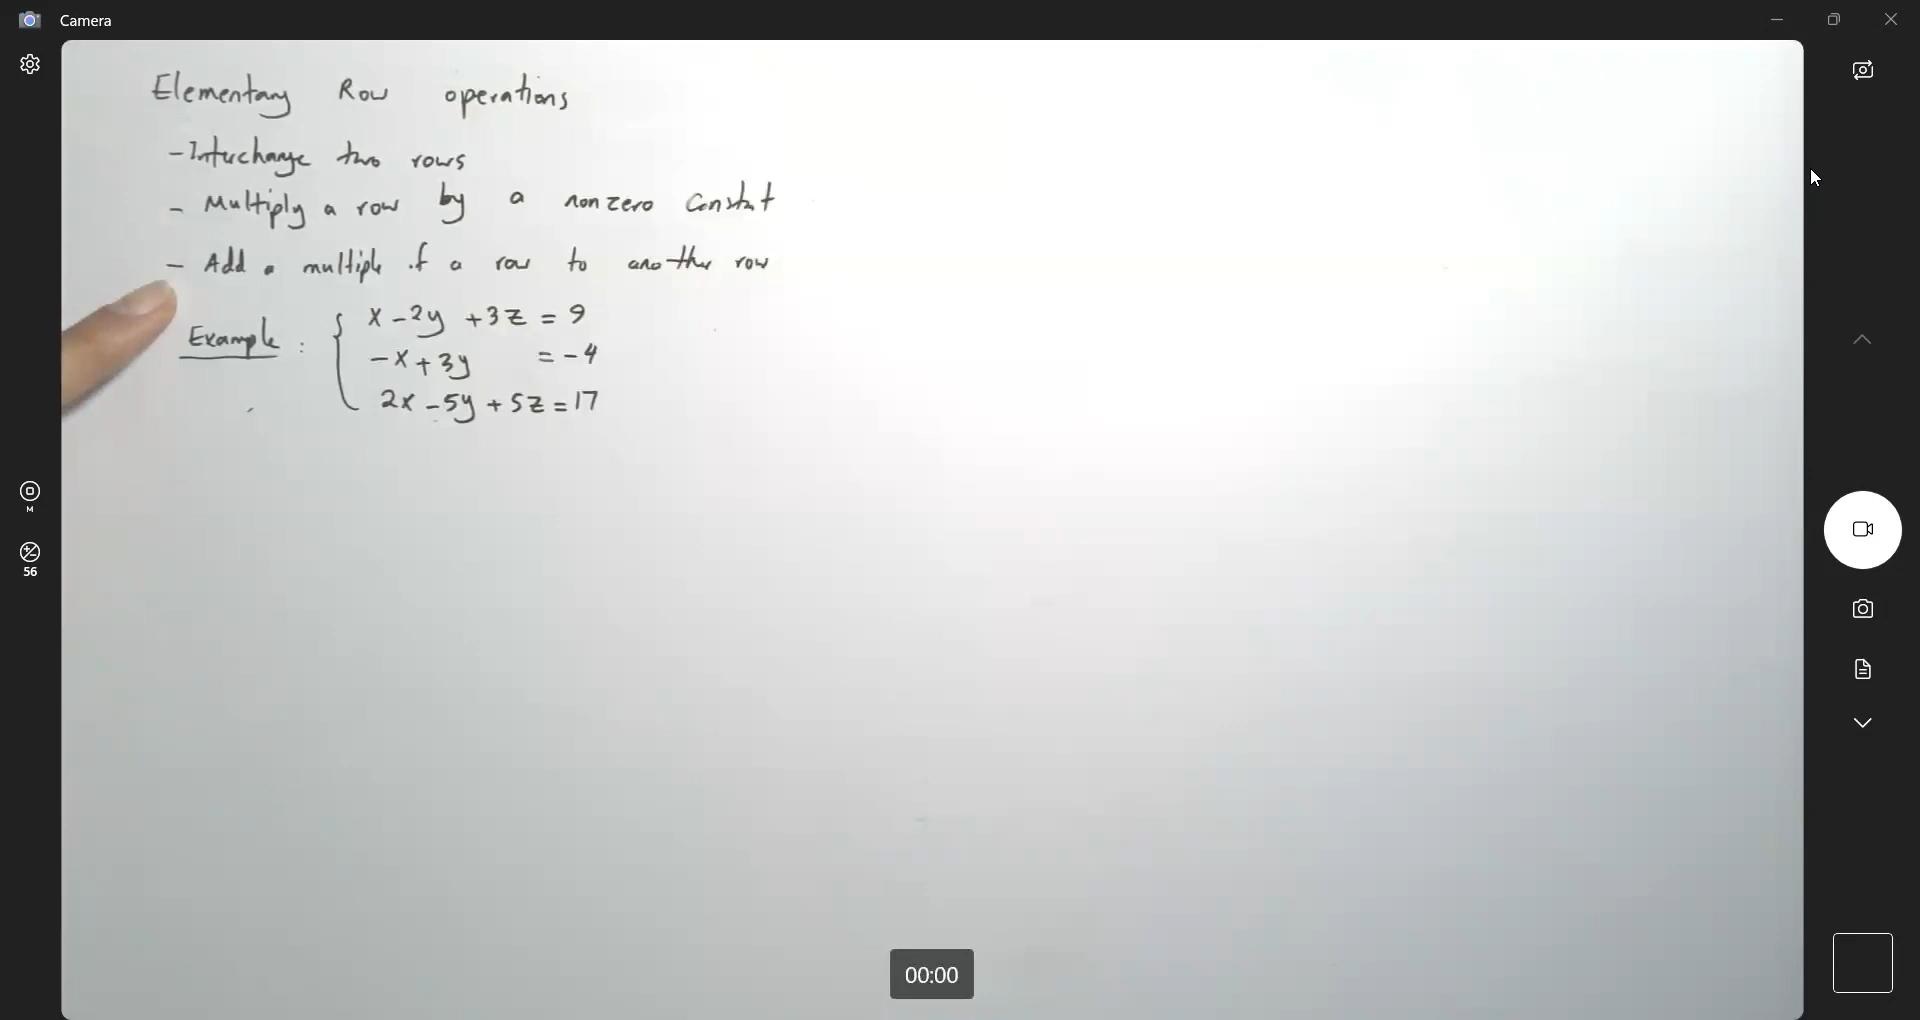 Camera
Elementary Row operations
- Interchange two rows
- Multiply a row by a nonzero constat
- Add a multiple of a row to another row
Example : { x - 2y + 3z = 9
-x + 3y = -4
2x - 5y + 5z = 17
M
56
00:00